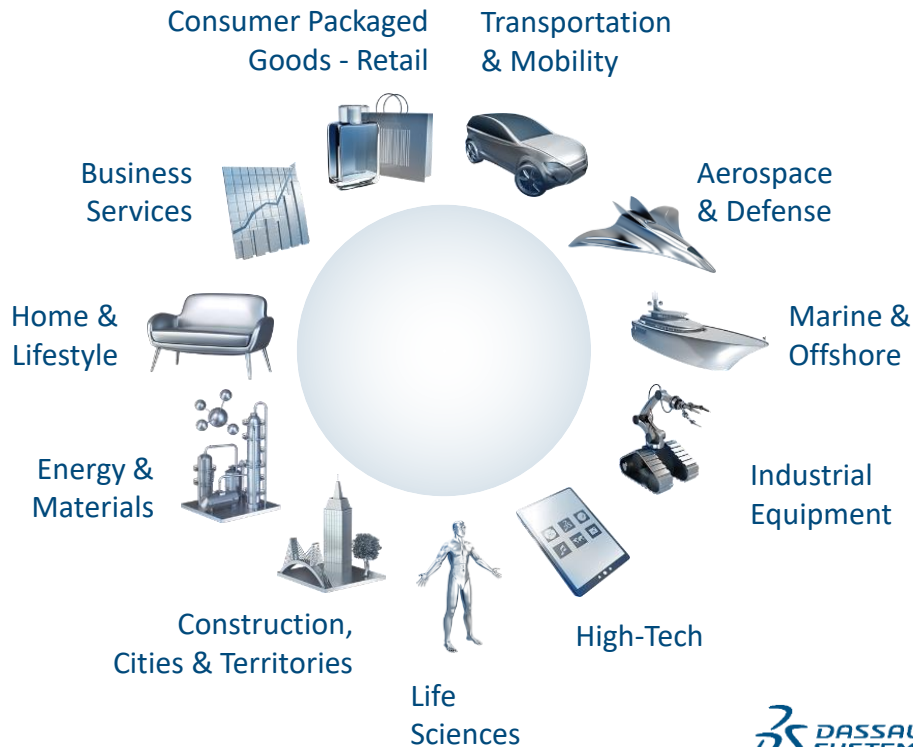 Consumer Packaged
Goods - Retail
Transportation
& Mobility
Aerospace
& Defense
Marine &
Offshore
Industrial
Equipment
High-Tech
Life
Sciences
Construction,
Cities & Territories
Energy &
Materials
Home &
Lifestyle
Business
Services